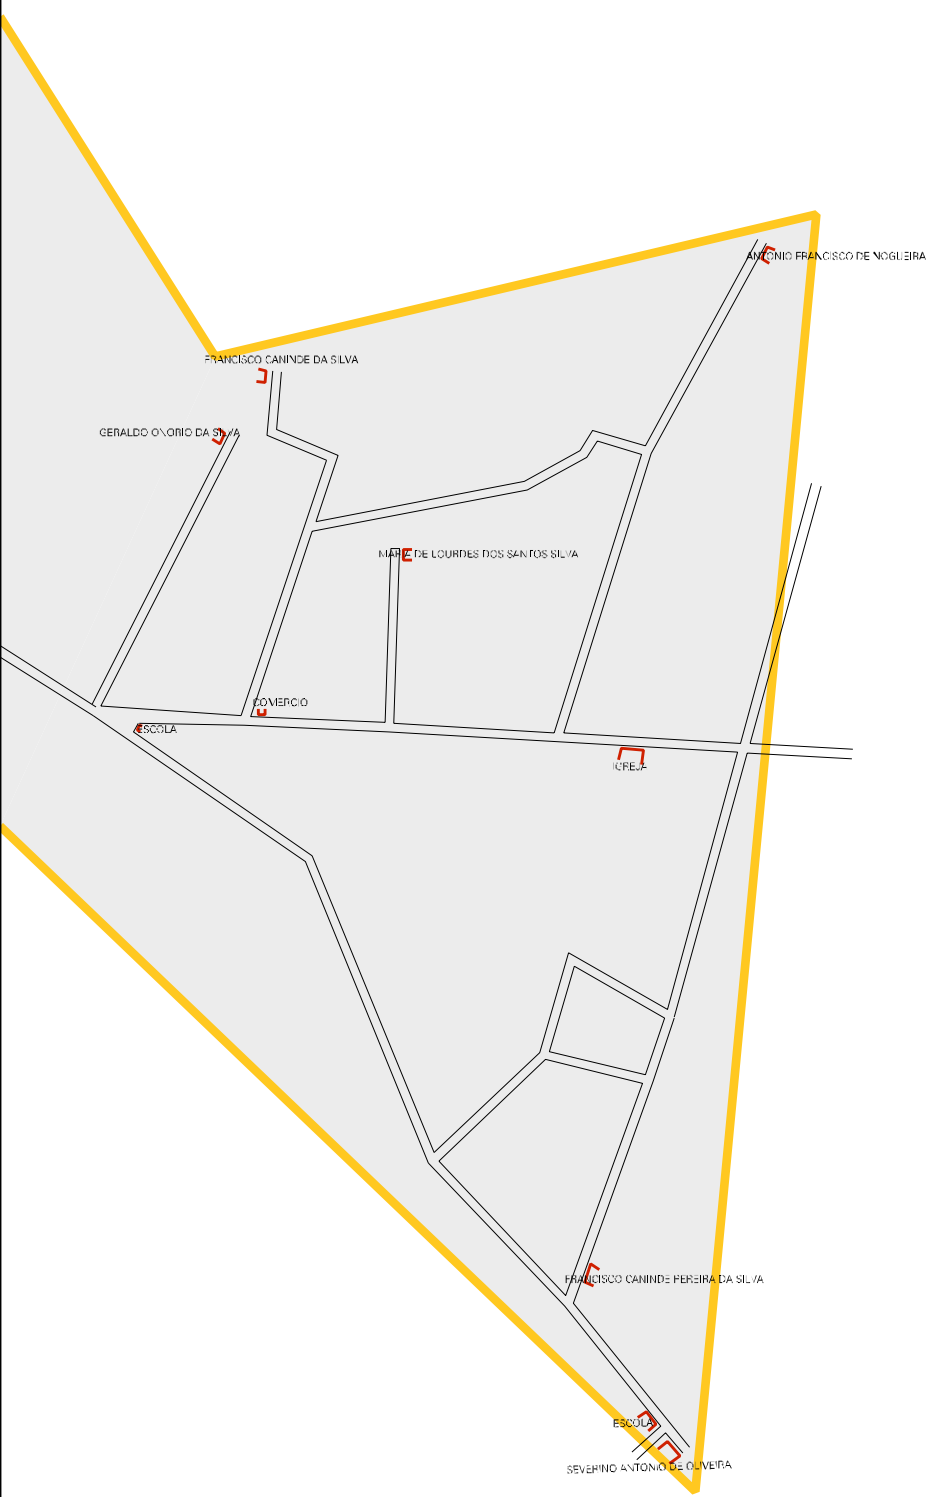 ANTONIO FRANCISCO DE NOGUEIRA
FRANCISCO CANINDE DA SILVA
GERALDO ONORIO DA SILVA
MARIA DE LOURDES DOS SANTOS SILVA
COMERCIO
ESCOLA
IGREJA
FRANCISCO CANINDE PEREIRA DA SILVA
ESCOLA
SEVERINO ANTONIO DE OLIVEIRA